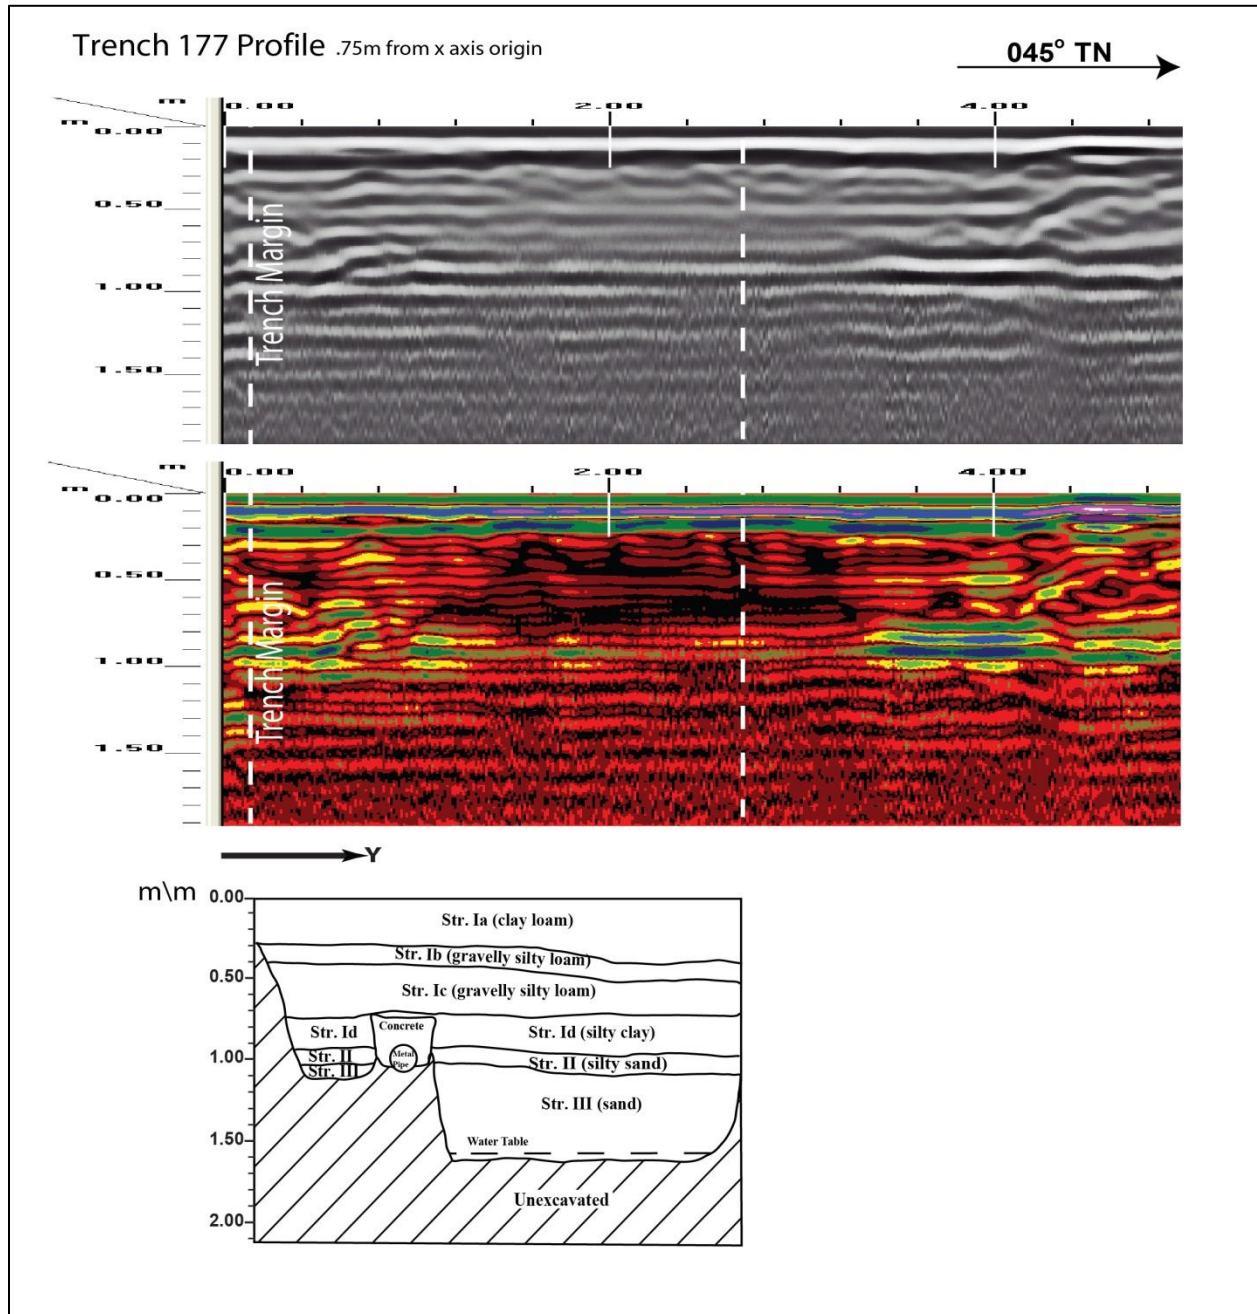 Trench 177 Profile .75m from x axis origin
045° TN
m 0.00 2.00 4.00
m
0.00
0.50
1.00
1.50
Trench Margin
m 0.00 2.00 4.00
m
0.00
0.50
1.00
1.50
Trench Margin
Y
m\m
0.00
Str. Ia (clay loam)
Str. Ib (gravelly silty loam)
0.50
Str. Ic (gravelly silty loam)
Concrete
Str. Id
Str. Id (silty clay)
1.00
Metal
Pipe
Str. II
Str. II (silty sand)
Str. III
Str. III (sand)
1.50
Water Table
Unexcavated
2.00